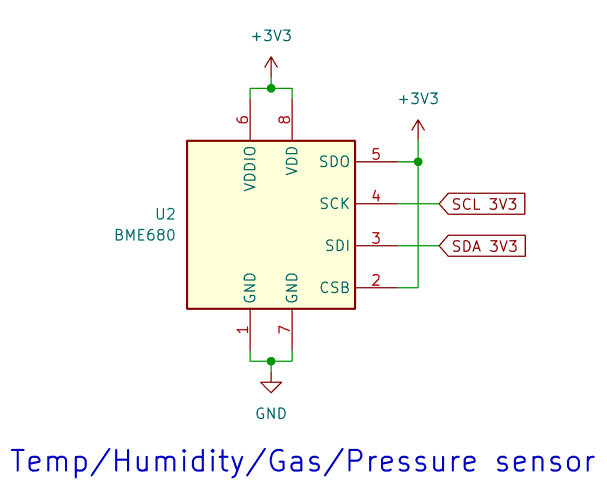 +3V3
+3V3
6
8
VDDIO
VDD
SDO
5
SCK
4
SCL 3V3
U2
BME680
SDI
3
SDA 3V3
GND
GND
CSB
2
1
7
GND
Temp/Humidity/Gas/Pressure sensor